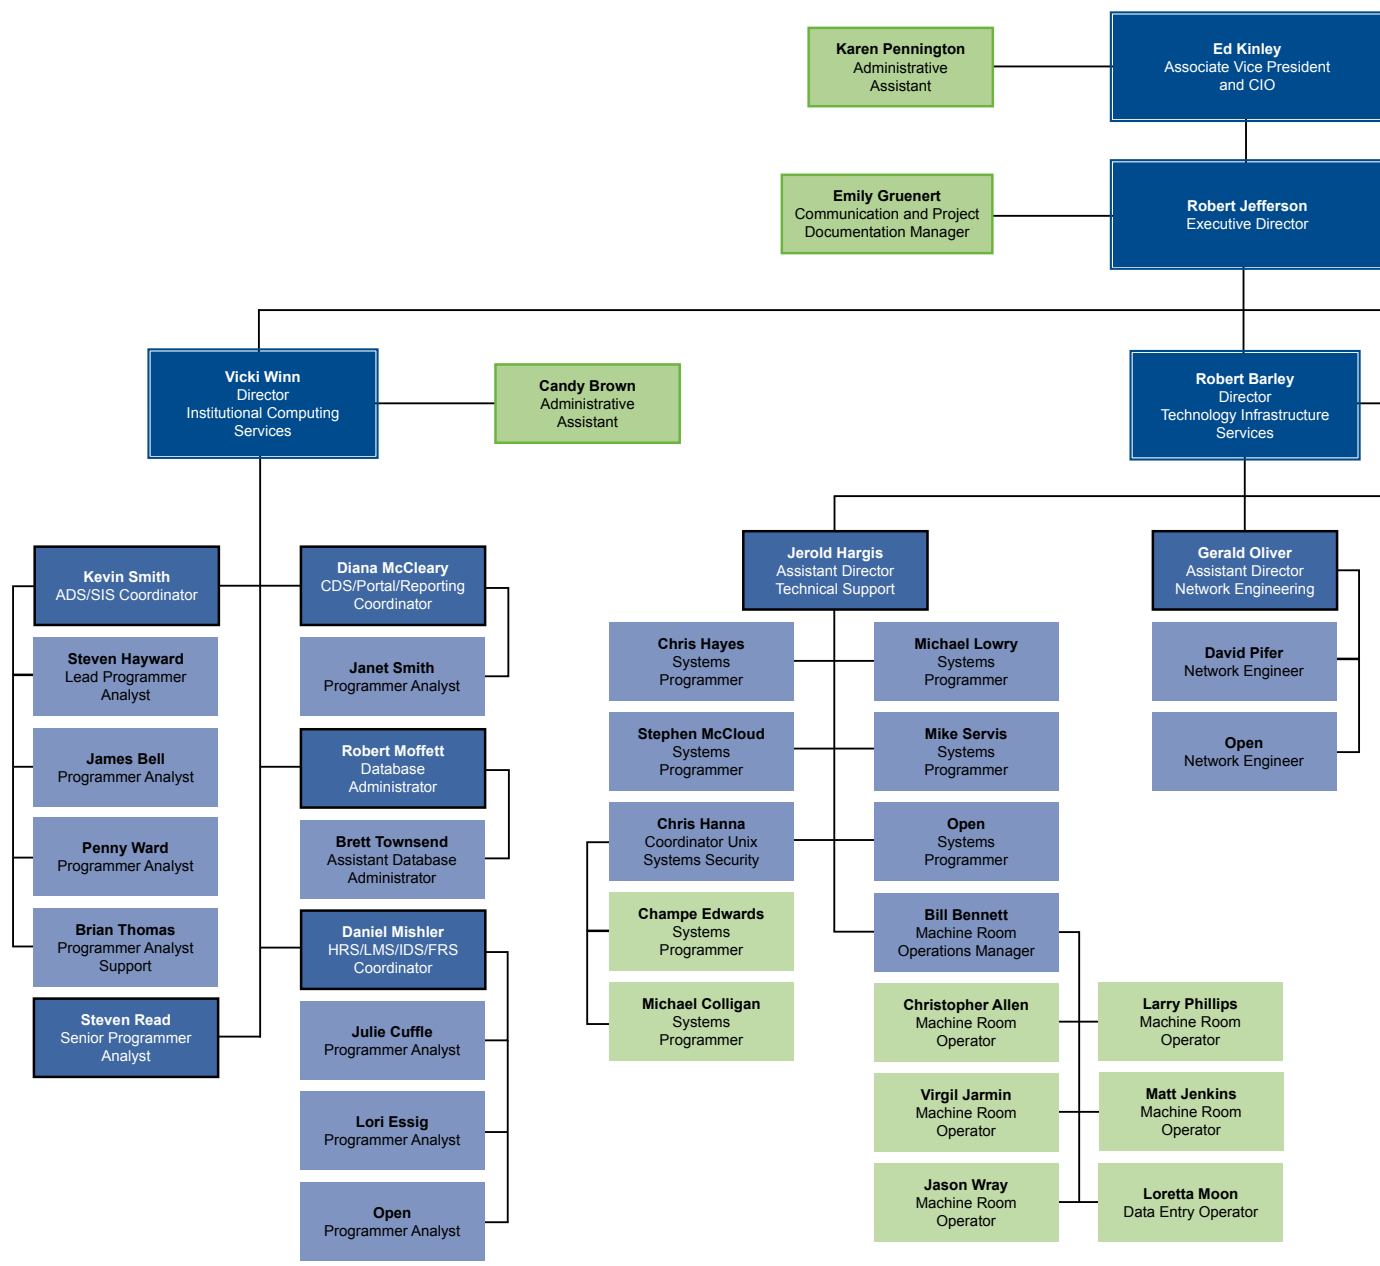 Karen Pennington
Administrative
Assistant
Ed Kinley
Associate Vice President
and CIO
Emily Gruenert
Communication and Project
Documentation Manager
Robert Jefferson
Executive Director
Vicki Winn
Director
Institutional Computing
Services
Candy Brown
Administrative
Assistant
Robert Barley
Director
Technology Infrastructure
Services
Kevin Smith
ADS/SIS Coordinator
Steven Hayward
Lead Programmer
Analyst
James Bell
Programmer Analyst
Penny Ward
Programmer Analyst
Brian Thomas
Programmer Analyst
Support
Steven Read
Senior Programmer
Analyst
Diana McCleary
CDS/Portal/Reporting
Coordinator
Janet Smith
Programmer Analyst
Robert Moffett
Database
Administrator
Brett Townsend
Assistant Database
Administrator
Daniel Mishler
HRS/LMS/IDS/FRS
Coordinator
Julie Cuffle
Programmer Analyst
Lori Essig
Programmer Analyst
Open
Programmer Analyst
Jerold Hargis
Assistant Director
Technical Support
Chris Hayes
Systems
Programmer
Michael Lowry
Systems
Programmer
Stephen McCloud
Systems
Programmer
Mike Servis
Systems
Programmer
Chris Hanna
Coordinator Unix
Systems Security
Open
Systems
Programmer
Champe Edwards
Systems
Programmer
Michael Colligan
Systems
Programmer
Bill Bennett
Machine Room
Operations Manager
Christopher Allen
Machine Room
Operator
Larry Phillips
Machine Room
Operator
Virgil Jarmin
Machine Room
Operator
Matt Jenkins
Machine Room
Operator
Jason Wray
Machine Room
Operator
Loretta Moon
Data Entry Operator
Gerald Oliver
Assistant Director
Network Engineering
David Pifer
Network Engineer
Open
Network Engineer